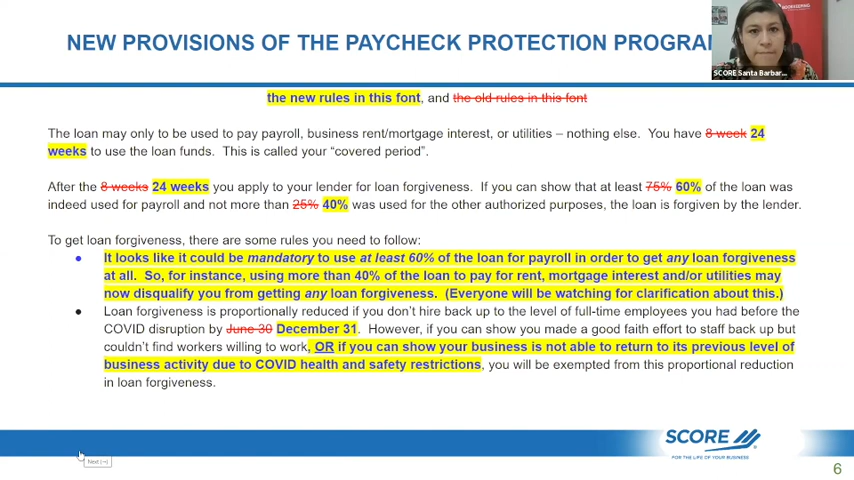 NEW PROVISIONS OF THE PAYCHECK PROTECTION PROGRAM
SCORE Santa Barbar...
the new rules in this font, and the old rules in this font
The loan may only to be used to pay payroll, business rent/mortgage interest, or utilities – nothing else. You have 8 week 24
weeks to use the loan funds. This is called your “covered period”.
After the 8 weeks 24 weeks you apply to your lender for loan forgiveness. If you can show that at least 75% 60% of the loan was
indeed used for payroll and not more than 25% 40% was used for the other authorized purposes, the loan is forgiven by the lender.
To get loan forgiveness, there are some rules you need to follow:
● It looks like it could be mandatory to use at least 60% of the loan for payroll in order to get any loan forgiveness
at all. So, for instance, using more than 40% of the loan to pay for rent, mortgage interest and/or utilities may
now disqualify you from getting any loan forgiveness. (Everyone will be watching for clarification about this.)
● Loan forgiveness is proportionally reduced if you don’t hire back up to the level of full-time employees you had before the
COVID disruption by June 30 December 31. However, if you can show you made a good faith effort to staff back up but
couldn’t find workers willing to work, OR if you can show your business is not able to return to its previous level of
business activity due to COVID health and safety restrictions, you will be exempted from this proportional reduction
in loan forgiveness.
SCORE
FOR THE LIFE OF YOUR BUSINESS
Next (→)
6